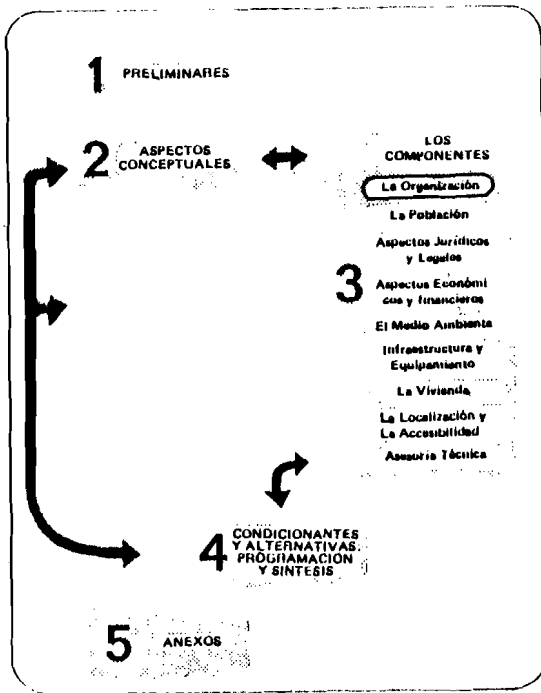 1 PRELIMINARES
2 ASPECTOS
CONCEPTUALES
LOS
COMPONENTES
La Organización
La Población
Aspectos Jurídicos
y Legales
3
Aspectos Económi
cos y financieros
El Medio Ambiente
Infraestructura y
Equipamiento
La Vivienda
La Localización y
La Accesibilidad
Asesoría Técnica
4 CONDICIONANTES
Y ALTERNATIVAS.
PROGRAMACION
Y SINTESIS
5 ANEXOS